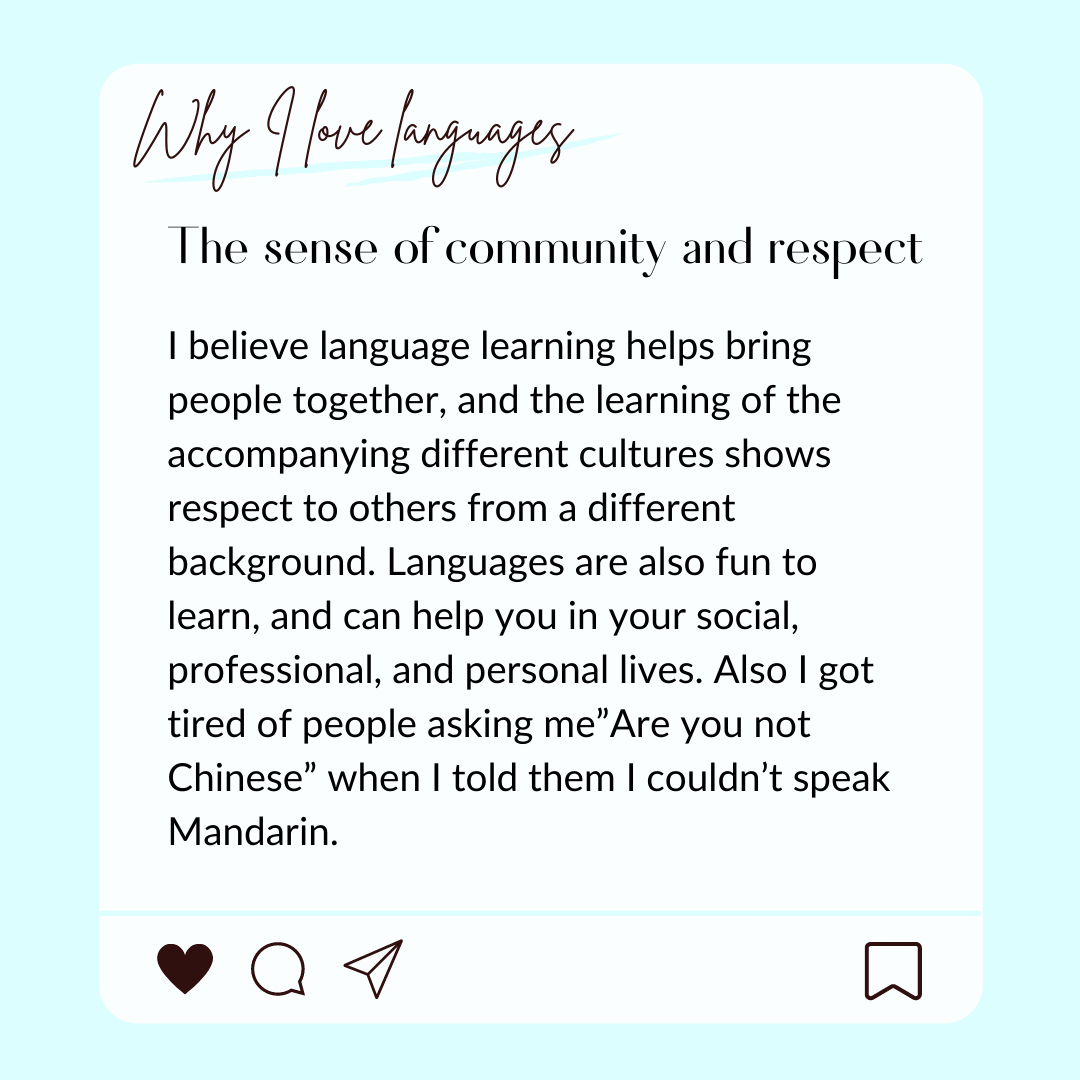 Why I love languages
The sense of community and respect
I believe language learning helps bring
people together, and the learning of the
accompanying different cultures shows
respect to others from a different
background. Languages are also fun to
learn, and can help you in your social,
professional, and personal lives. Also I got
tired of people asking me”Are you not
Chinese” when I told them I couldn’t speak
Mandarin.